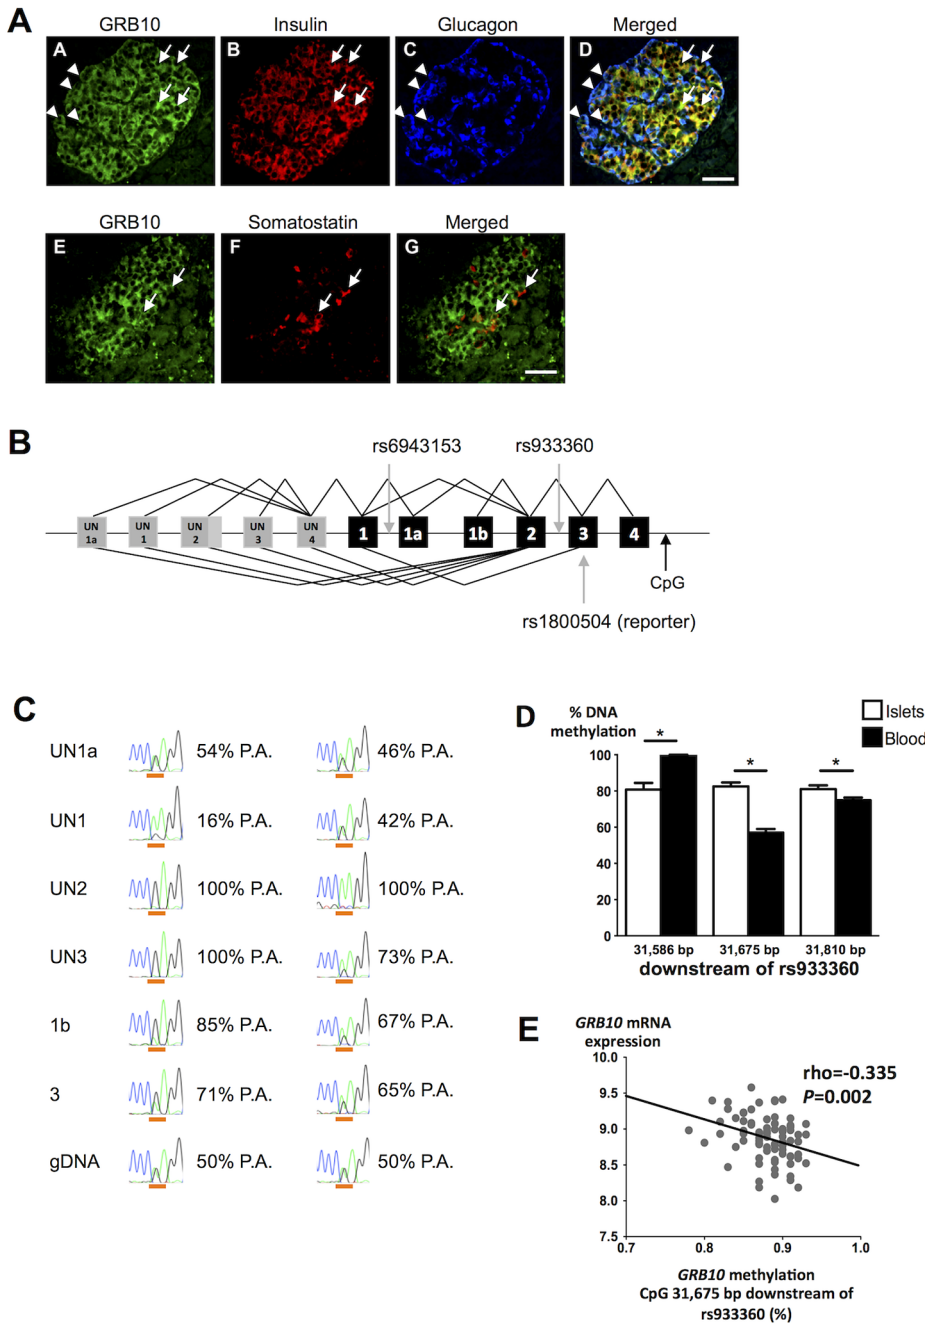 A
GRB10 Insulin Glucagon Merged
A B C D
GRB10 Somatostatin Merged
E F G
B
rs6943153 rs933360
UN 1a UN 1 UN 2 UN 3 UN 4 1 1a 1b 2 3 4
CpG
rs1800504 (reporter)
C
UN1a 54% P.A. 46% P.A.
UN1 16% P.A. 42% P.A.
UN2 100% P.A. 100% P.A.
UN3 100% P.A. 73% P.A.
1b 85% P.A. 67% P.A.
3 71% P.A. 65% P.A.
gDNA 50% P.A. 50% P.A.
D
% DNA
methylation
Islets
Blood
* * *
100
80
60
40
20
0
31,586 bp 31,675 bp 31,810 bp
downstream of rs933360
E
GRB10 mRNA
expression
rho=-0.335
P=0.002
10.0
9.5
9.0
8.5
8.0
7.5
0.7 0.8 0.9 1.0
GRB10 methylation
CpG 31,675 bp downstream of
rs933360 (%)